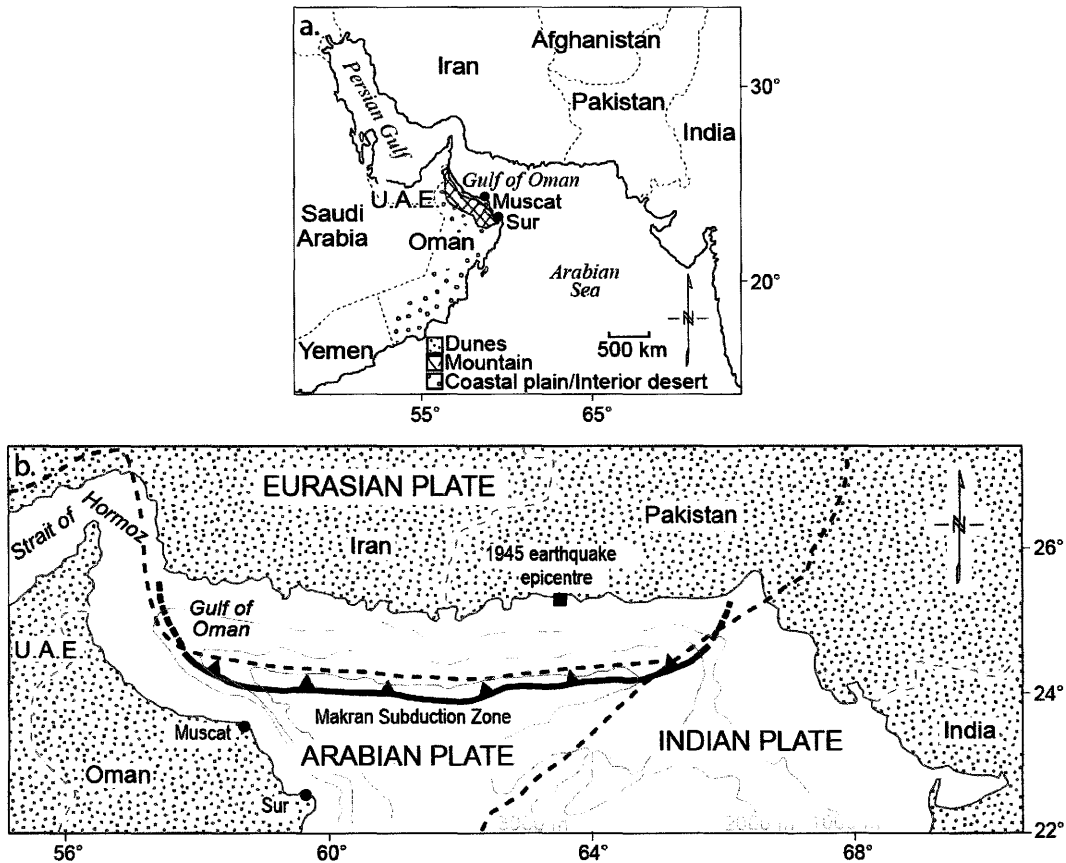 a.
Afghanistan
Iran
30°
Persian Gulf
Pakistan
India
Gulf of Oman
U.A.E.
Muscat
Sur
Saudi
Arabia
Oman
Arabian
Sea
20°
N
Yemen
500 km
Dunes
Mountain
Coastal plain/Interior desert
55°
65°
b.
EURASIAN PLATE
Strait of Hormoz
Pakistan
N
Iran
1945 earthquake
epicentre
26°
Gulf of
Oman
U.A.E.
24°
Makran Subduction Zone
Muscat
ARABIAN PLATE
INDIAN PLATE
India
Oman
Sur
22°
56°
60°
64°
68°